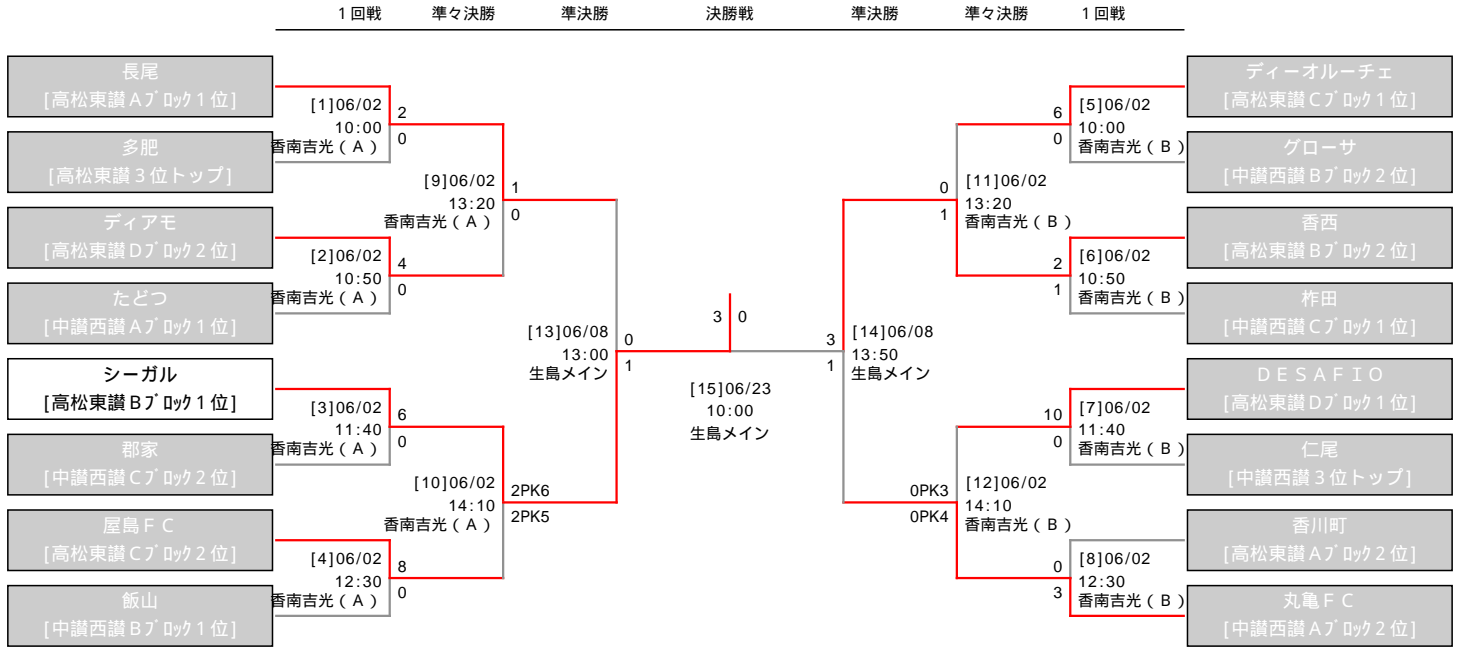 1回戦 準々決勝 準決勝 決勝戦 準決勝 準々決勝 1回戦
長尾
[高松東讃Aﾌﾞﾛｯｸ1位]
多肥
[高松東讃3位トップ]
ディアモ
[高松東讃Dﾌﾞﾛｯｸ2位]
たどつ
[中讃西讃Aﾌﾞﾛｯｸ1位]
シーガル
[高松東讃Bﾌﾞﾛｯｸ1位]
郡家
[中讃西讃Cﾌﾞﾛｯｸ2位]
屋島FC
[高松東讃Cﾌﾞﾛｯｸ2位]
飯山
[中讃西讃Bﾌﾞﾛｯｸ1位]
[1]06/02
10:00
香南吉光(A)
2
0
[2]06/02
10:50
香南吉光(A)
4
0
[3]06/02
11:40
香南吉光(A)
6
0
[4]06/02
12:30
香南吉光(A)
8
0
[9]06/02
13:20
香南吉光(A)
1
0
[10]06/02
14:10
香南吉光(A)
2PK6
2PK5
[13]06/08
13:00
生島メイン
0
1
3 0
[15]06/23
10:00
生島メイン
3
1
[14]06/08
13:50
生島メイン
0
1
[11]06/02
13:20
香南吉光(B)
0PK3
0PK4
[12]06/02
14:10
香南吉光(B)
6
0
[5]06/02
10:00
香南吉光(B)
2
1
[6]06/02
10:50
香南吉光(B)
10
0
[7]06/02
11:40
香南吉光(B)
0
3
[8]06/02
12:30
香南吉光(B)
ディーオルーチェ
[高松東讃Cﾌﾞﾛｯｸ1位]
グローサ
[中讃西讃Bﾌﾞﾛｯｸ2位]
香西
[高松東讃Bﾌﾞﾛｯｸ2位]
柞田
[中讃西讃Cﾌﾞﾛｯｸ1位]
DESAFIO
[高松東讃Dﾌﾞﾛｯｸ1位]
仁尾
[中讃西讃3位トップ]
香川町
[高松東讃Aﾌﾞﾛｯｸ2位]
丸亀FC
[中讃西讃Aﾌﾞﾛｯｸ2位]